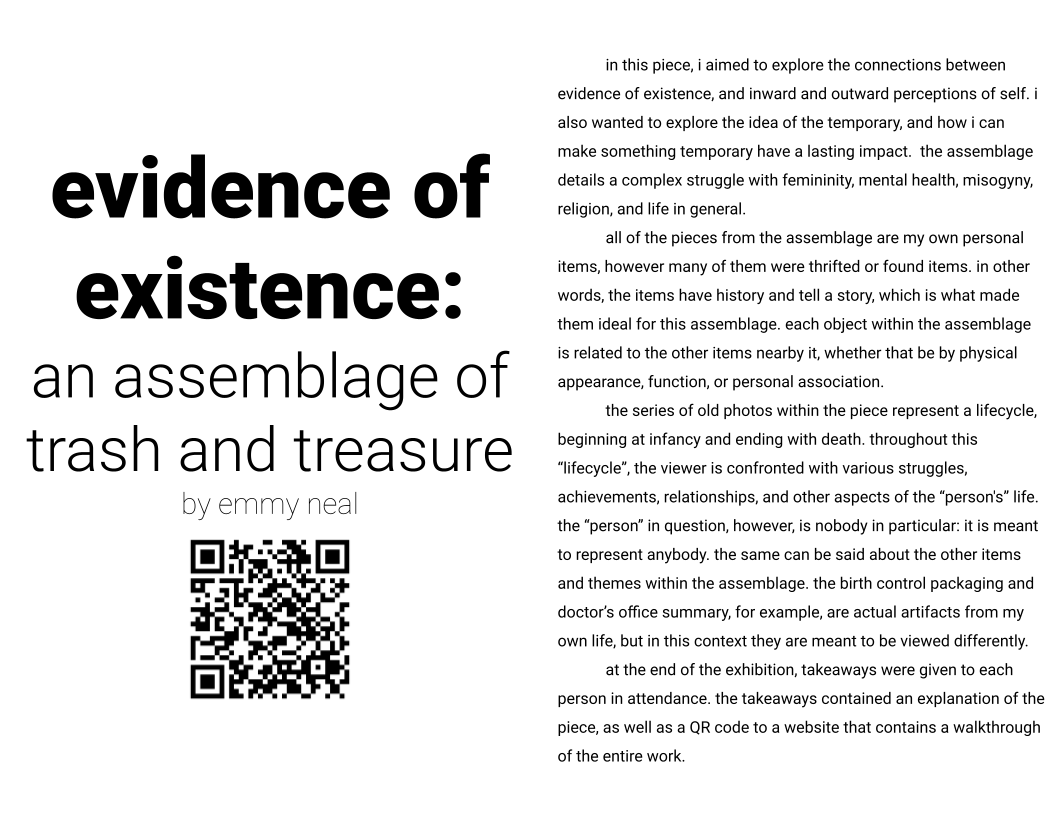 evidence of
existence:
an assemblage of
trash and treasure
by emmy neal
in this piece, i aimed to explore the connections between
evidence of existence, and inward and outward perceptions of self. i
also wanted to explore the idea of the temporary, and how i can
make something temporary have a lasting impact.  the assemblage
details a complex struggle with femininity, mental health, misogyny,
religion, and life in general.
all of the pieces from the assemblage are my own personal
items, however many of them were thrifted or found items. in other
words, the items have history and tell a story, which is what made
them ideal for this assemblage. each object within the assemblage
is related to the other items nearby it, whether that be by physical
appearance, function, or personal association.
the series of old photos within the piece represent a lifecycle,
beginning at infancy and ending with death. throughout this
“lifecycle”, the viewer is confronted with various struggles,
achievements, relationships, and other aspects of the “person's” life.
the “person” in question, however, is nobody in particular: it is meant
to represent anybody. the same can be said about the other items
and themes within the assemblage. the birth control packaging and
doctor’s office summary, for example, are actual artifacts from my
own life, but in this context they are meant to be viewed differently.
at the end of the exhibition, takeaways were given to each
person in attendance. the takeaways contained an explanation of the
piece, as well as a QR code to a website that contains a walkthrough
of the entire work.